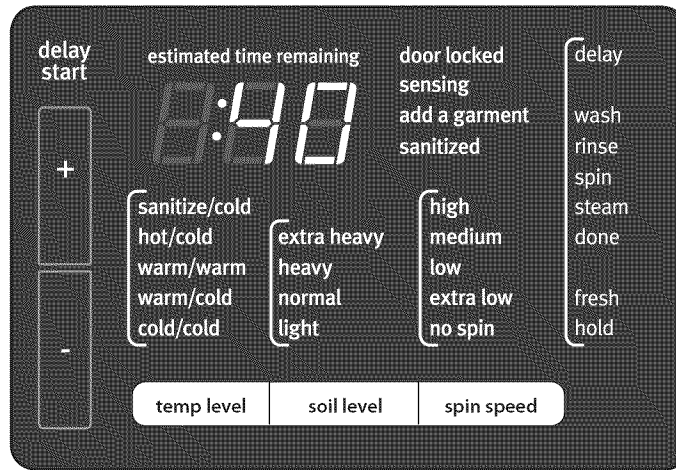 delay
start
estimated time remaining
:40
+
-
door locked
sensing
add a garment
sanitized
delay
wash
rinse
spin
steam
done
fresh
hold
sanitize/cold
hot/cold
warm/warm
warm/cold
cold/cold
extra heavy
heavy
normal
light
high
medium
low
extra low
no spin
temp level
soil level
spin speed